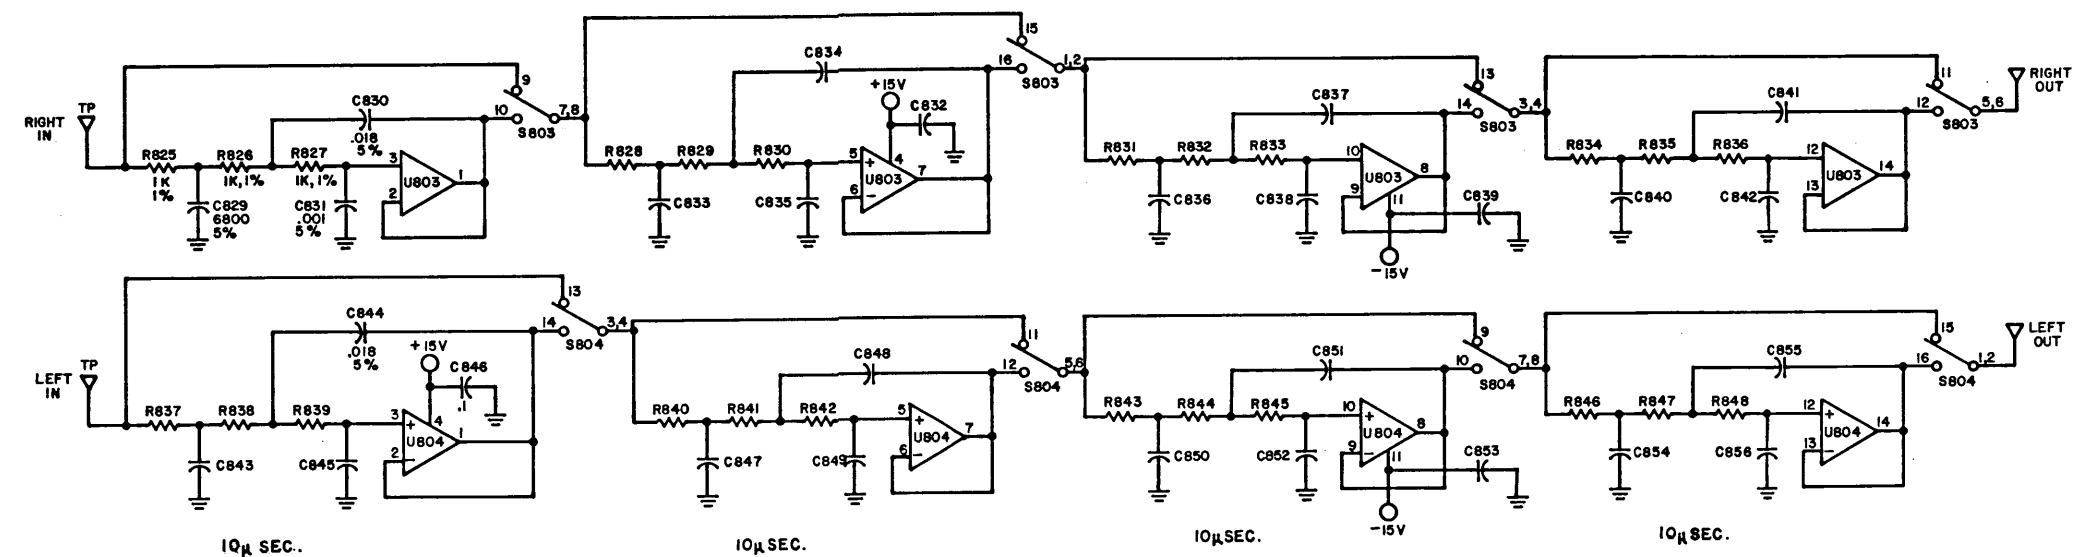 15
C834
16
1,2
S803
+15V
C832
4
9
10
7,8
S803
C830
.018
5%
TP
RIGHT
IN
R825
1K
1%
R826
1K, 1%
R827
1K, 1%
C829
6800
5%
C831
.001
5%
3
2
U803
1
R828
R829
R830
C833
C835
5
+
6
−
U803
7
13
14
3,4
S803
C837
R831
R832
R833
C836
C838
10
9
U803
8
11
C839
−15V
11
12
5,6
S803
RIGHT
OUT
C841
R834
R835
R836
C840
C842
12
13
U803
14
13
14
3,4
S804
C844
.018
5%
+15V
C846
.1
4
TP
LEFT
IN
R837
R838
R839
C843
C845
3
+
2
−
U804
1
11
12
5,6
S804
C848
R840
R841
R842
C847
C849
5
+
6
−
U804
7
9
10
7,8
S804
C851
R843
R844
R845
C850
C852
10
+
9
−
U804
8
11
C853
−15V
15
16
1,2
S804
LEFT
OUT
C855
R846
R847
R848
C854
C856
12
+
13
−
U804
14
10µ SEC.
10µ SEC.
10µ SEC.
10µ SEC.